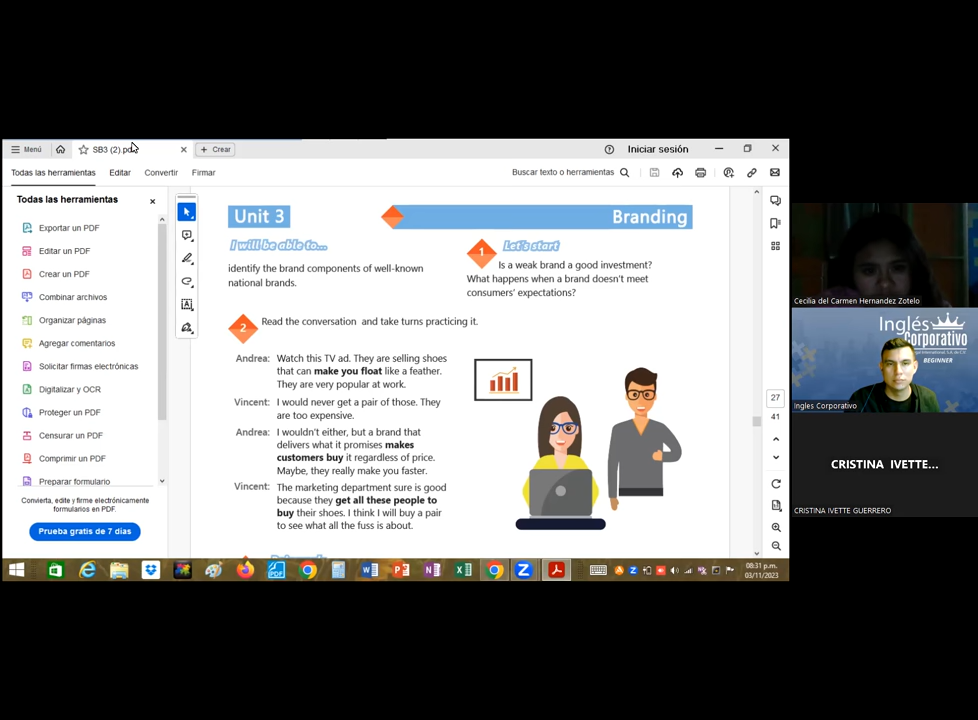 Menú
SB3 (2).pdf
Crear
Iniciar sesión
Todas las herramientas
Editar
Convertir
Firmar
Buscar texto o herramientas
Todas las herramientas
Exportar un PDF
Editar un PDF
Crear un PDF
Combinar archivos
Organizar páginas
Agregar comentarios
Solicitar firmas electrónicas
Digitalizar y OCR
Proteger un PDF
Censurar un PDF
Comprimir un PDF
Preparar formulario
Convierta, edite y firme electrónicamente
formularios en PDF.
Prueba gratis de 7 días
Unit 3
Branding
I will be able to...
identify the brand components of well-known
national brands.
1
Let's start
Is a weak brand a good investment?
What happens when a brand doesn't meet
consumers' expectations?
2
Read the conversation and take turns practicing it.
Andrea: Watch this TV ad. They are selling shoes
that can make you float like a feather.
They are very popular at work.
Vincent: I would never get a pair of those. They
are too expensive.
Andrea: I wouldn't either, but a brand that
delivers what it promises makes
customers buy it regardless of price.
Maybe, they really make you faster.
Vincent: The marketing department sure is good
because they get all these people to
buy their shoes. I think I will buy a pair
to see what all the fuss is about.
27
41
08:31 p.m.
03/11/2023
Cecilia del Carmen Hernandez Zotelo
Inglés
Corporativo
BEGINNER
Ingles Corporativo
CRISTINA IVETTE...
CRISTINA IVETTE GUERRERO